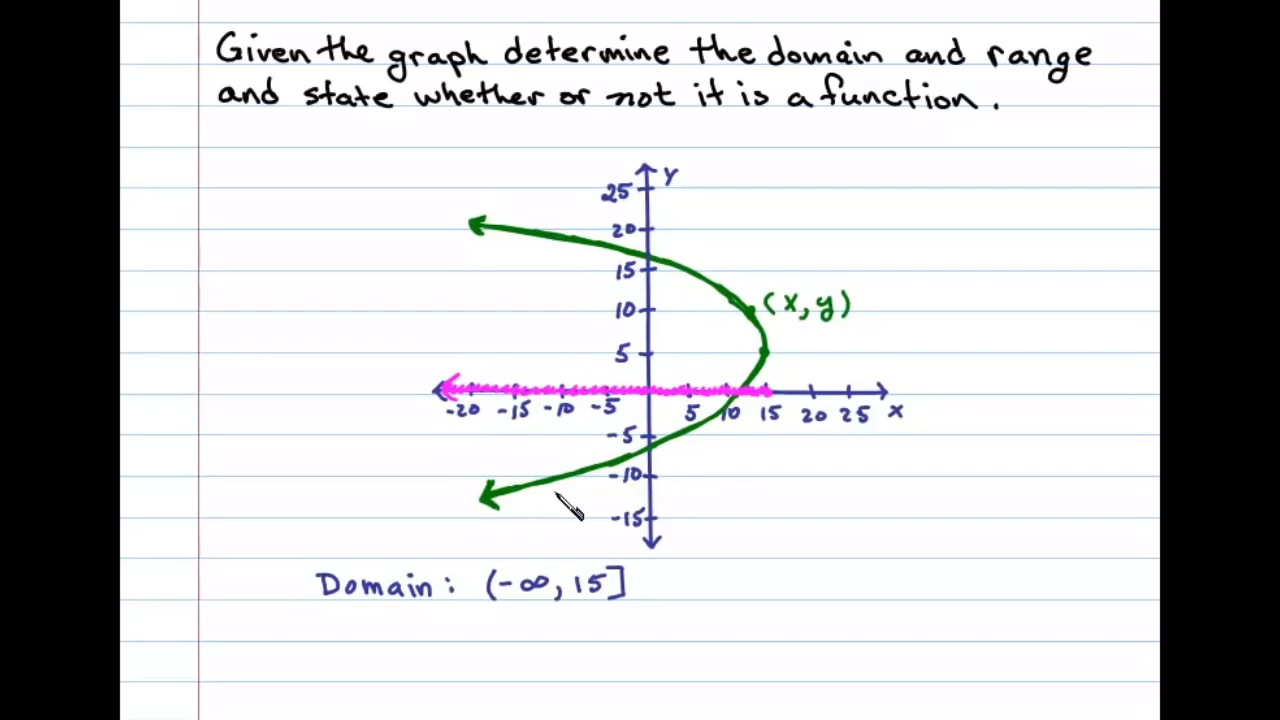 Given the graph determine the domain and range
and state whether or not it is a function.
Y
25
20
15
10
(x, y)
5
-20 -15 -10 -5 5 10 15 20 25 x
-5
-10
-15
Domain: (-∞, 15]